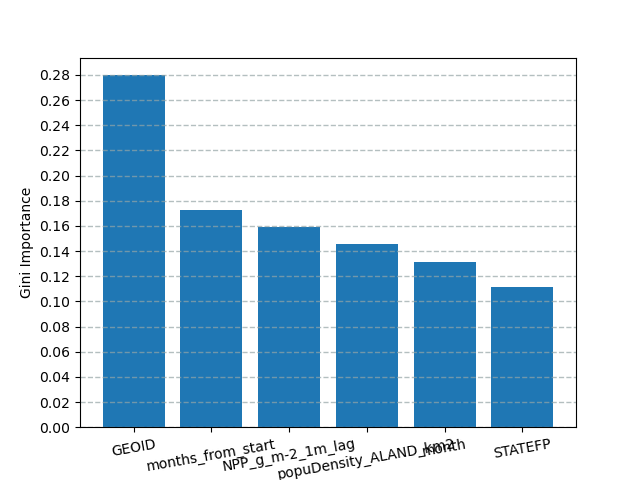 0.28
0.26
0.24
0.22
0.20
0.18
0.16
0.14
0.12
0.10
0.08
0.06
0.04
0.02
0.00
Gini Importance
GEOID
months_from_start
NPP_g_m-2_1m_lag
popuDensity_ALAND_km2
month
STATEFP